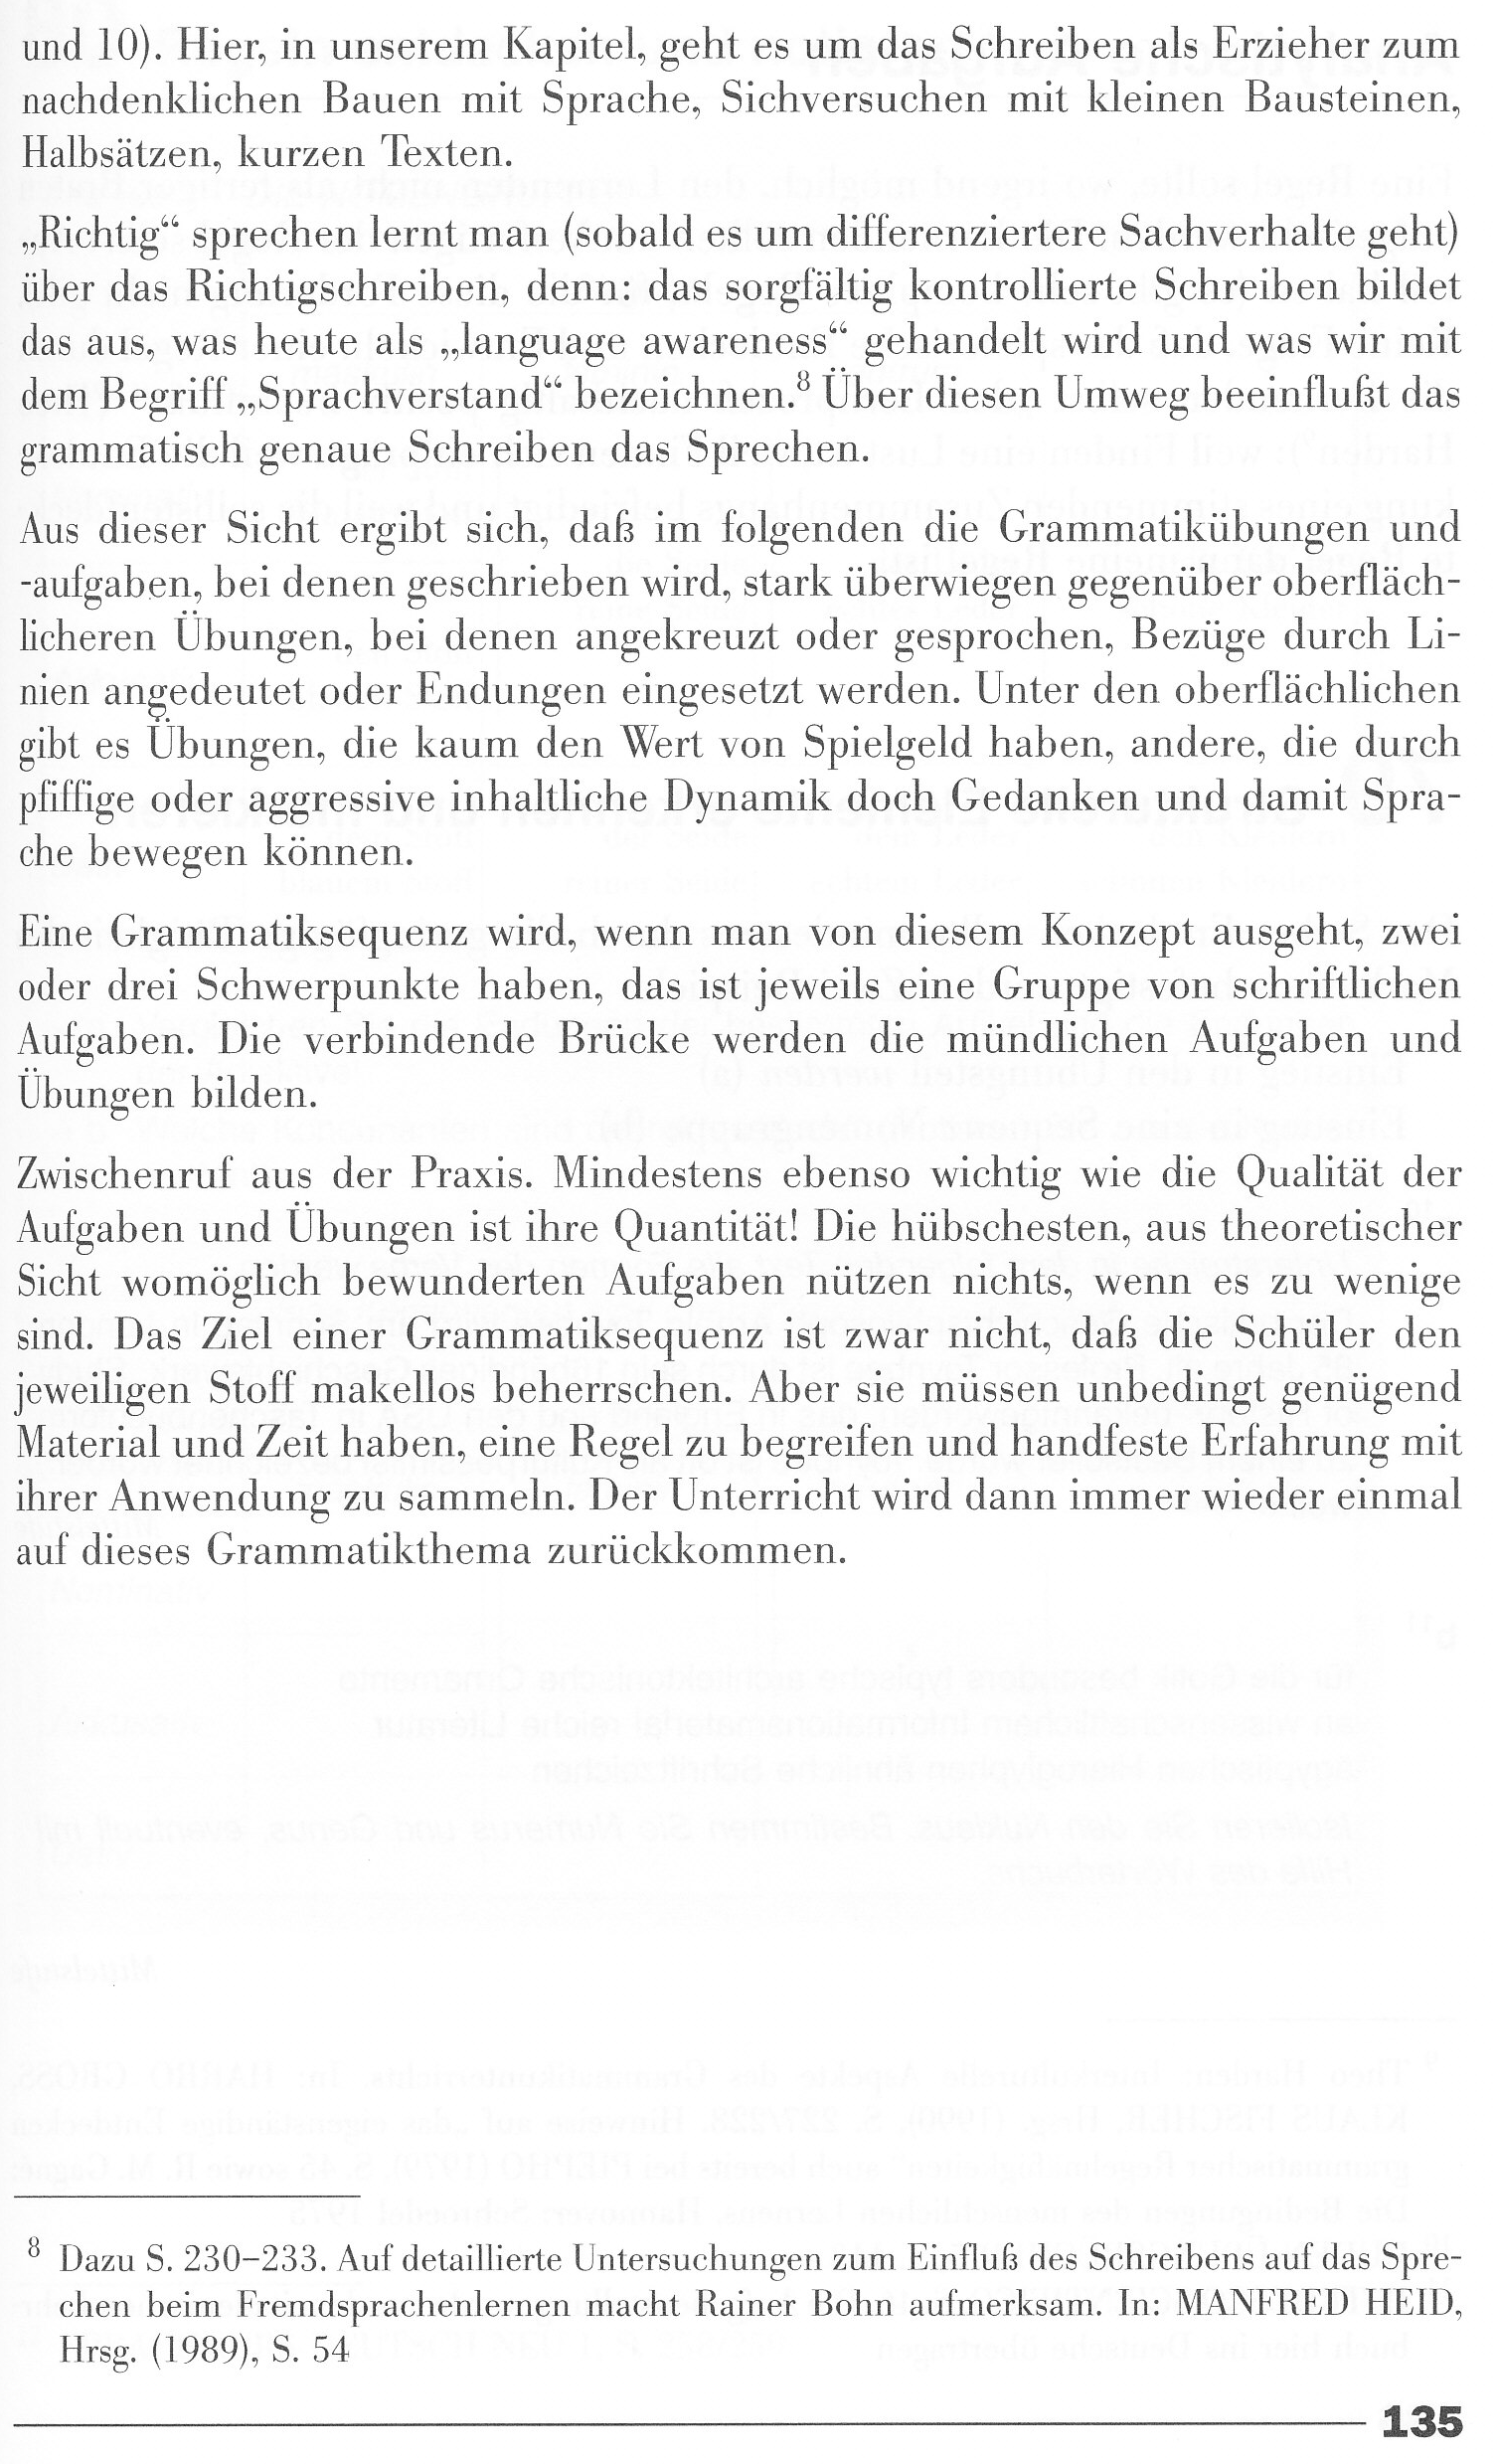 und 10). Hier, in unserem Kapitel, geht es um das Schreiben als Erzieher zum
nachdenklichen Bauen mit Sprache, Sichversuchen mit kleinen Bausteinen,
Halbsätzen, kurzen Texten.
„Richtig“ sprechen lernt man (sobald es um differenziertere Sachverhalte geht)
über das Richtigschreiben, denn: das sorgfältig kontrollierte Schreiben bildet
das aus, was heute als „language awareness“ gehandelt wird und was wir mit
dem Begriff „Sprachverstand“ bezeichnen.⁸ Über diesen Umweg beeinflußt das
grammatisch genaue Schreiben das Sprechen.
Aus dieser Sicht ergibt sich, daß im folgenden die Grammatikübungen und
-aufgaben, bei denen geschrieben wird, stark überwiegen gegenüber oberfläch-
licheren Übungen, bei denen angekreuzt oder gesprochen, Bezüge durch Li-
nien angedeutet oder Endungen eingesetzt werden. Unter den oberflächlichen
gibt es Übungen, die kaum den Wert von Spielgeld haben, andere, die durch
pfiffige oder aggressive inhaltliche Dynamik doch Gedanken und damit Spra-
che bewegen können.
Eine Grammatiksequenz wird, wenn man von diesem Konzept ausgeht, zwei
oder drei Schwerpunkte haben, das ist jeweils eine Gruppe von schriftlichen
Aufgaben. Die verbindende Brücke werden die mündlichen Aufgaben und
Übungen bilden.
Zwischenruf aus der Praxis. Mindestens ebenso wichtig wie die Qualität der
Aufgaben und Übungen ist ihre Quantität! Die hübschesten, aus theoretischer
Sicht womöglich bewunderten Aufgaben nützen nichts, wenn es zu wenige
sind. Das Ziel einer Grammatiksequenz ist zwar nicht, daß die Schüler den
jeweiligen Stoff makellos beherrschen. Aber sie müssen unbedingt genügend
Material und Zeit haben, eine Regel zu begreifen und handfeste Erfahrung mit
ihrer Anwendung zu sammeln. Der Unterricht wird dann immer wieder einmal
auf dieses Grammatikthema zurückkommen.
⁸ Dazu S. 230–233. Auf detaillierte Untersuchungen zum Einfluß des Schreibens auf das Spre-
chen beim Fremdsprachenlernen macht Rainer Bohn aufmerksam. In: MANFRED HEID,
Hrsg. (1989), S. 54
135